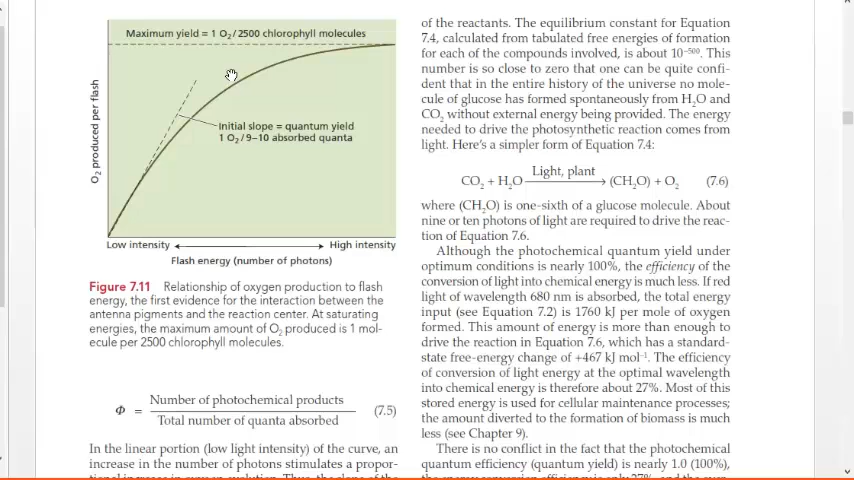 Maximum yield = 1 O₂/2500 chlorophyll molecules
O₂ produced per flash
Initial slope = quantum yield
1 O₂/9–10 absorbed quanta
Low intensity
High intensity
Flash energy (number of photons)
Figure 7.11 Relationship of oxygen production to flash
energy, the first evidence for the interaction between the
antenna pigments and the reaction center. At saturating
energies, the maximum amount of O₂ produced is 1 mol-
ecule per 2500 chlorophyll molecules.
Φ = Number of photochemical products / Total number of quanta absorbed (7.5)
In the linear portion (low light intensity) of the curve, an
increase in the number of photons stimulates a propor-
of the reactants. The equilibrium constant for Equation
7.4, calculated from tabulated free energies of formation
for each of the compounds involved, is about 10⁻⁵⁰⁰. This
number is so close to zero that one can be quite confi-
dent that in the entire history of the universe no mole-
cule of glucose has formed spontaneously from H₂O and
CO₂ without external energy being provided. The energy
needed to drive the photosynthetic reaction comes from
light. Here's a simpler form of Equation 7.4:
Light, plant
CO₂ + H₂O → (CH₂O) + O₂ (7.6)
where (CH₂O) is one-sixth of a glucose molecule. About
nine or ten photons of light are required to drive the reac-
tion of Equation 7.6.
Although the photochemical quantum yield under
optimum conditions is nearly 100%, the efficiency of the
conversion of light into chemical energy is much less. If red
light of wavelength 680 nm is absorbed, the total energy
input (see Equation 7.2) is 1760 kJ per mole of oxygen
formed. This amount of energy is more than enough to
drive the reaction in Equation 7.6, which has a standard-
state free-energy change of +467 kJ mol⁻¹. The efficiency
of conversion of light energy at the optimal wavelength
into chemical energy is therefore about 27%. Most of this
stored energy is used for cellular maintenance processes;
the amount diverted to the formation of biomass is much
less (see Chapter 9).
There is no conflict in the fact that the photochemical
quantum efficiency (quantum yield) is nearly 1.0 (100%),